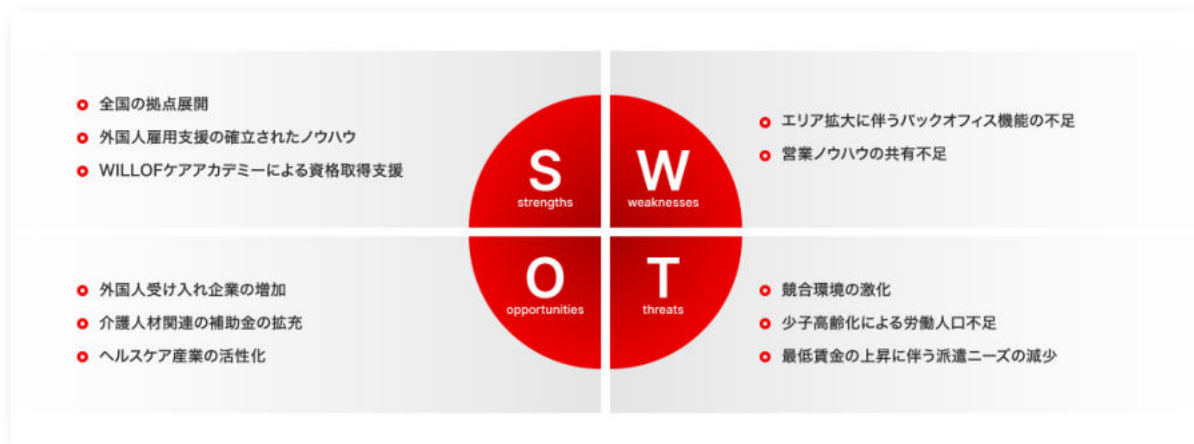 全国の拠点展開
外国人雇用支援の確立されたノウハウ
WILLOFケアアカデミーによる資格取得支援
S
strengths
W
weaknesses
エリア拡大に伴うバックオフィス機能の不足
営業ノウハウの共有不足
外国人受け入れ企業の増加
介護人材関連の補助金の拡充
ヘルスケア産業の活性化
O
opportunities
T
threats
競合環境の激化
少子高齢化による労働人口不足
最低賃金の上昇に伴う派遣ニーズの減少